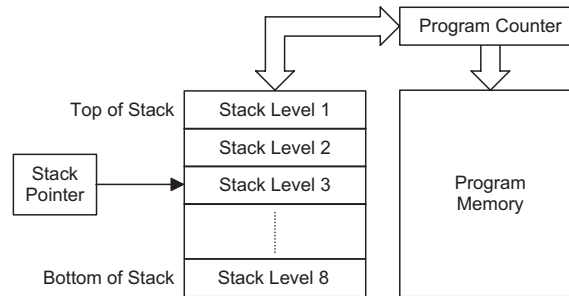 Program Counter
Top of Stack
Stack Level 1
Stack Level 2
Stack
Pointer
Stack Level 3
Program
Memory
Bottom of Stack
Stack Level 8